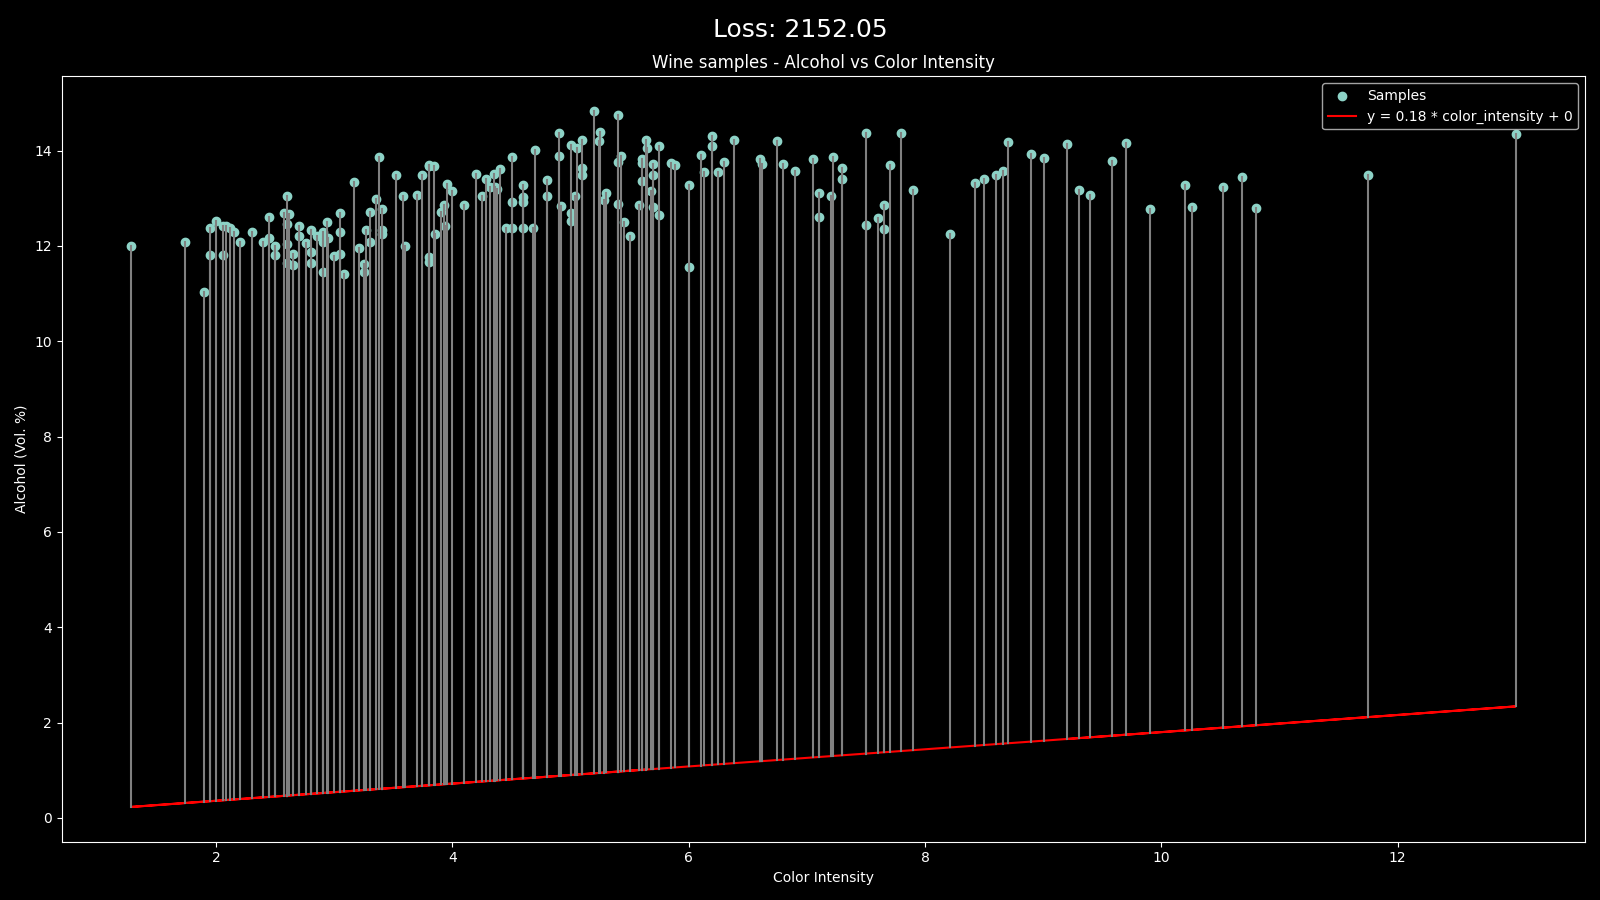 Loss: 2152.05
Wine samples - Alcohol vs Color Intensity
Samples
y = 0.18 * color_intensity + 0
14
12
10
8
6
4
2
0
Alcohol (Vol. %)
2 4 6 8 10 12
Color Intensity